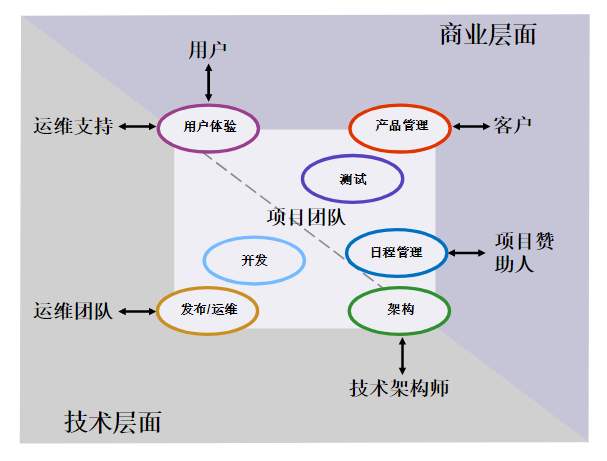 商业层面
用户
运维支持
用户体验
产品管理
客户
测试
项目团队
开发
日程管理
项目赞
助人
运维团队
发布/运维
架构
技术架构师
技术层面